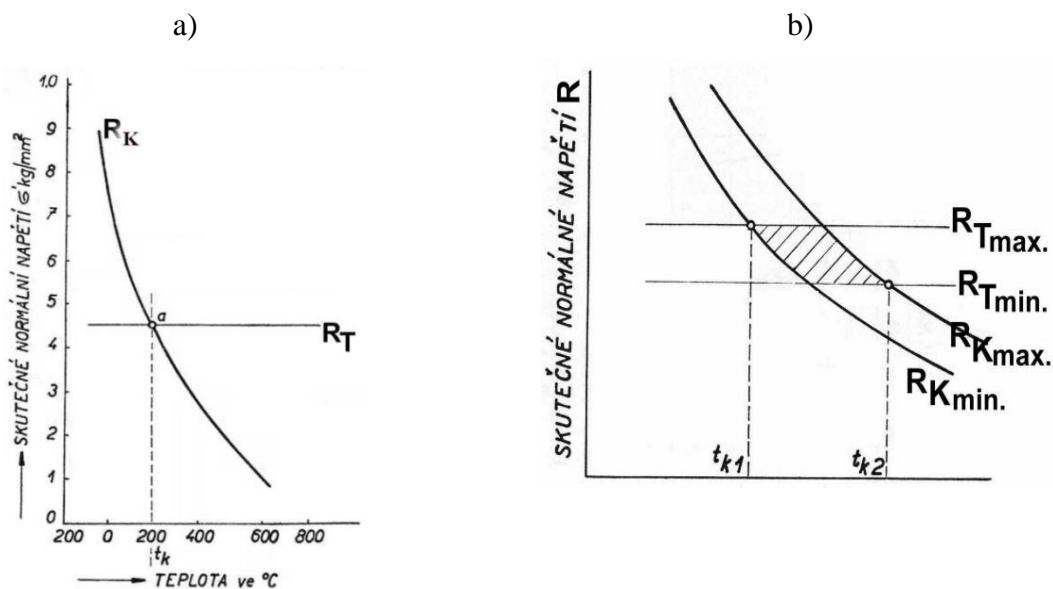 a)
b)
SKUTEČNÉ NORMÁLNÍ NAPĚTÍ σ' kg/mm²
1,0
9
8
7
6
5
4
3
2
1
0
R_K
a
R_T
200 0 200 400 600 800
t_k
TEPLOTA ve °C
SKUTEČNÉ NORMÁLNÉ NAPĚTÍ R
R_Tmax.
R_Tmin.
R_Kmax.
R_Kmin.
t_k1
t_k2